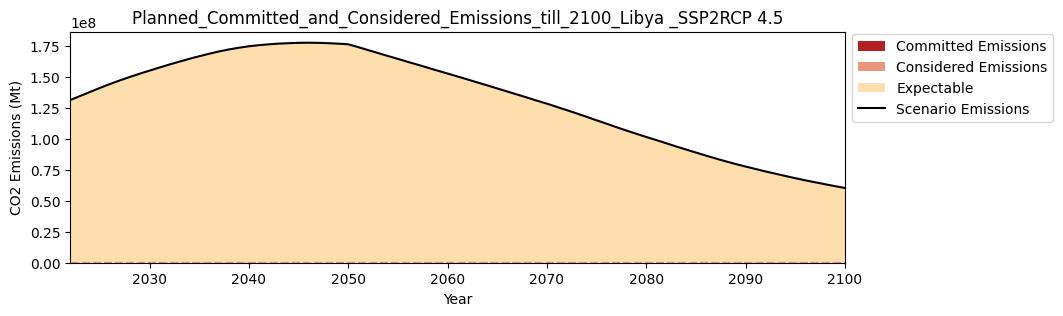 Planned_Committed_and_Considered_Emissions_till_2100_Libya _SSP2RCP 4.5
1e8
1.75
1.50
1.25
1.00
0.75
0.50
0.25
0.00
CO2 Emissions (Mt)
2030 2040 2050 2060 2070 2080 2090 2100
Year
Committed Emissions
Considered Emissions
Expectable
Scenario Emissions